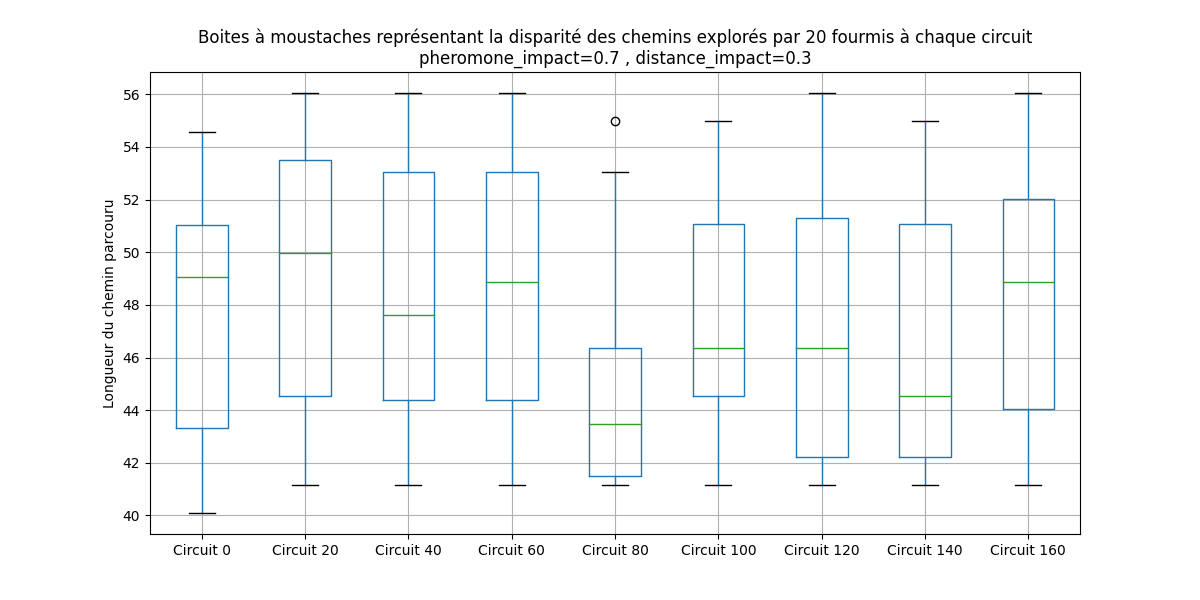 Boites à moustaches représentant la disparité des chemins explorés par 20 fourmis à chaque circuit
pheromone_impact=0.7 , distance_impact=0.3
Longueur du chemin parcouru
56
54
52
50
48
46
44
42
40
Circuit 0
Circuit 20
Circuit 40
Circuit 60
Circuit 80
Circuit 100
Circuit 120
Circuit 140
Circuit 160